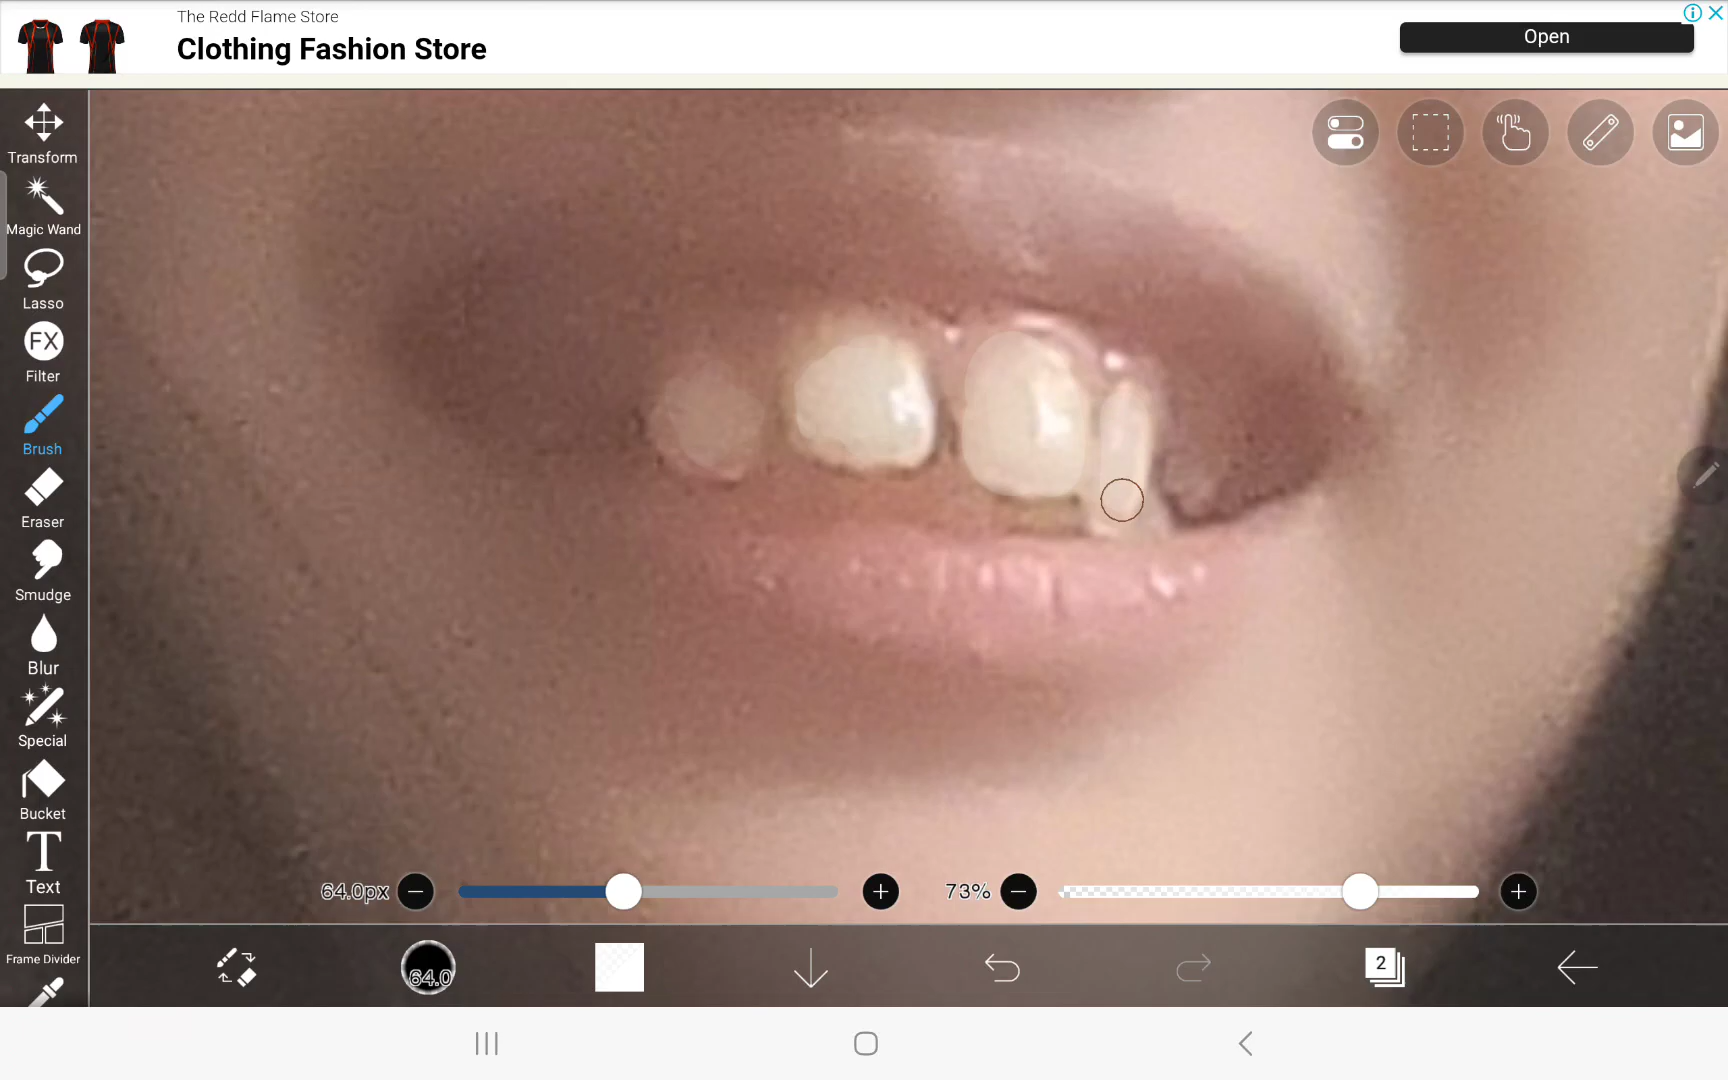 The Redd Flame Store
Clothing Fashion Store
Open
Transform
Magic Wand
Lasso
FX
Filter
Brush
Eraser
Smudge
Blur
Special
Bucket
T
Text
Frame Divider
64.0px
73%
64.0
2